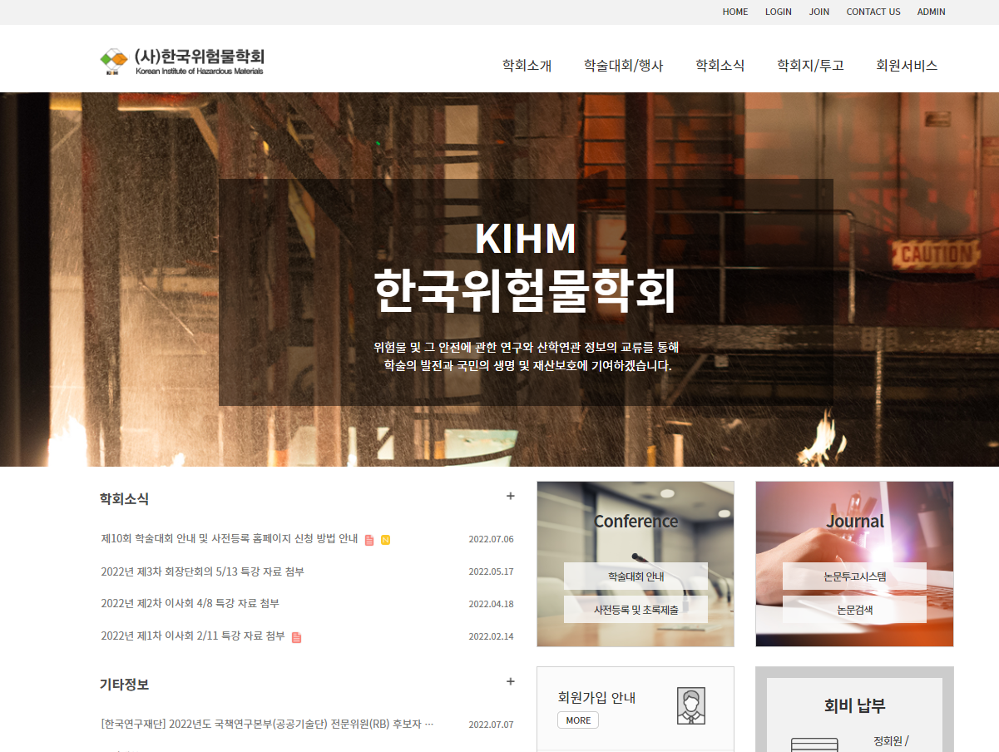 HOME LOGIN JOIN CONTACT US ADMIN
(사)한국위험물학회
Korean Institute of Hazardous Materials
학회소개 학술대회/행사 학회소식 학회지/투고 회원서비스
CAUTION
KIHM
한국위험물학회
위험물 및 그 안전에 관한 연구와 산학연관 정보의 교류를 통해
학술의 발전과 국민의 생명 및 재산보호에 기여하겠습니다.
학회소식 +
제10회 학술대회 안내 및 사전등록 홈페이지 신청 방법 안내 N 2022.07.06
2022년 제3차 회장단회의 5/13 특강 자료 첨부 2022.05.17
2022년 제2차 이사회 4/8 특강 자료 첨부 2022.04.18
2022년 제1차 이사회 2/11 특강 자료 첨부 2022.02.14
Conference
학술대회 안내
사전등록 및 초록제출
Journal
논문투고시스템
논문검색
기타정보 +
[한국연구재단] 2022년도 국책연구본부(공공기술단) 전문위원(RB) 후보자 ··· 2022.07.07
회원가입 안내
MORE
회비 납부
정회원 /